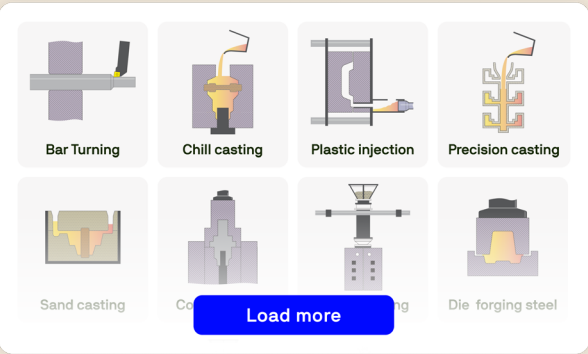 Bar Turning
Chill casting
Plastic injection
Precision casting
Sand casting
Die forging steel
Load more